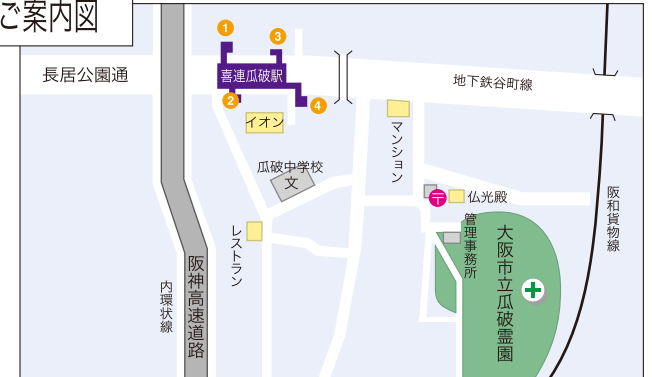 ご案内図
1
3
長居公園通
喜連瓜破駅
地下鉄谷町線
2
4
イオン
マンション
瓜破中学校
文
〒
仏光殿
阪和貨物線
レストラン
管理事務所
大阪市立瓜破霊園
内環状線
阪神高速道路